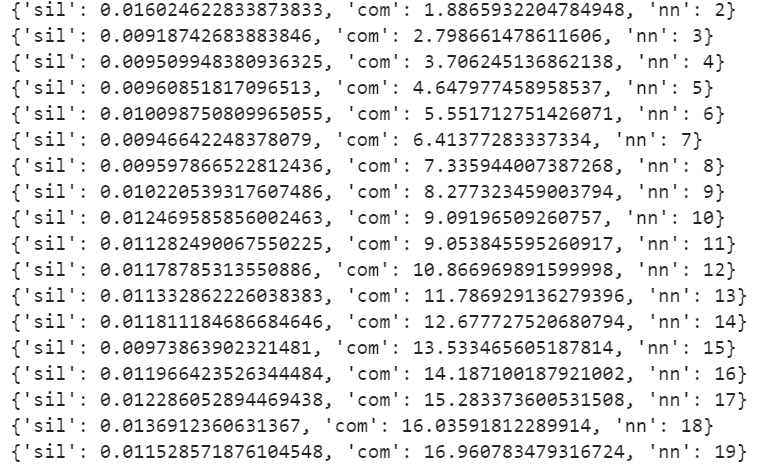 {'sil': 0.016024622833873833, 'com': 1.8865932204784948, 'nn': 2}
{'sil': 0.00918742683883846, 'com': 2.798661478611606, 'nn': 3}
{'sil': 0.009509948380936325, 'com': 3.706245136862138, 'nn': 4}
{'sil': 0.00960851817096513, 'com': 4.647977458958537, 'nn': 5}
{'sil': 0.010098750809965055, 'com': 5.551712751426071, 'nn': 6}
{'sil': 0.00946642248378079, 'com': 6.41377283337334, 'nn': 7}
{'sil': 0.009597866522812436, 'com': 7.335944007387268, 'nn': 8}
{'sil': 0.010220539317607486, 'com': 8.277323459003794, 'nn': 9}
{'sil': 0.012469585856002463, 'com': 9.09196509260757, 'nn': 10}
{'sil': 0.011282490067550225, 'com': 9.053845595260917, 'nn': 11}
{'sil': 0.01178785313550886, 'com': 10.866969891599998, 'nn': 12}
{'sil': 0.011332862226038383, 'com': 11.786929136279396, 'nn': 13}
{'sil': 0.011811184686684646, 'com': 12.677727520680794, 'nn': 14}
{'sil': 0.00973863902321481, 'com': 13.533465605187814, 'nn': 15}
{'sil': 0.011966423526344484, 'com': 14.187100187921002, 'nn': 16}
{'sil': 0.012286052894469438, 'com': 15.283373600531508, 'nn': 17}
{'sil': 0.0136912360631367, 'com': 16.03591812289914, 'nn': 18}
{'sil': 0.011528571876104548, 'com': 16.960783479316724, 'nn': 19}